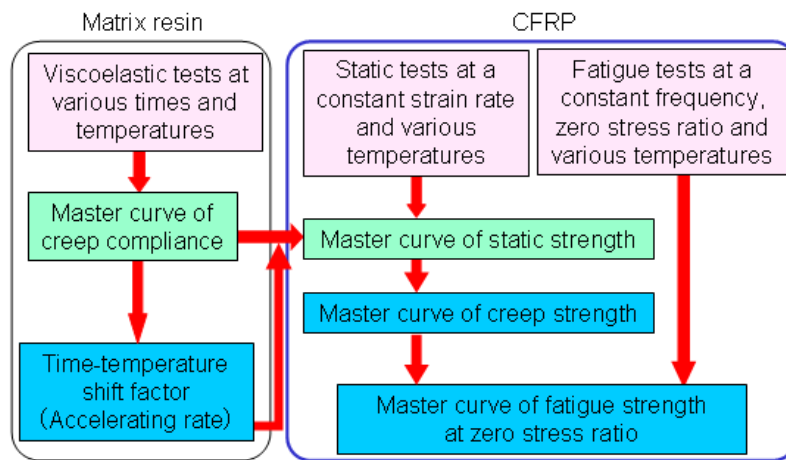 Matrix resin
Viscoelastic tests at
various times and
temperatures
Master curve of
creep compliance
Time-temperature
shift factor
(Accelerating rate)
CFRP
Static tests at a
constant strain rate
and various
temperatures
Fatigue tests at a
constant frequency,
zero stress ratio and
various temperatures
Master curve of static strength
Master curve of creep strength
Master curve of fatigue strength
at zero stress ratio